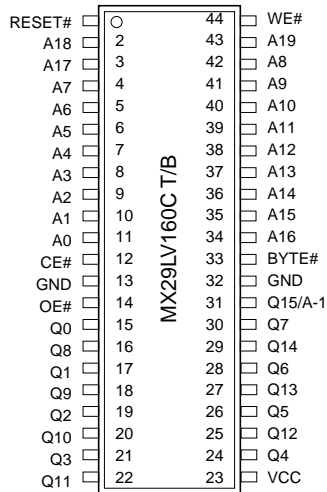 RESET# 44 WE#
A18 2 43 A19
A17 3 42 A8
A7 4 41 A9
A6 5 40 A10
A5 6 39 A11
A4 7 38 A12
A3 8 37 A13
A2 9 36 A14
A1 10 35 A15
A0 11 34 A16
CE# 12 33 BYTE#
GND 13 32 GND
OE# 14 31 Q15/A-1
Q0 15 30 Q7
Q8 16 29 Q14
Q1 17 28 Q6
Q9 18 27 Q13
Q2 19 26 Q5
Q10 20 25 Q12
Q3 21 24 Q4
Q11 22 23 VCC
MX29LV160C T/B